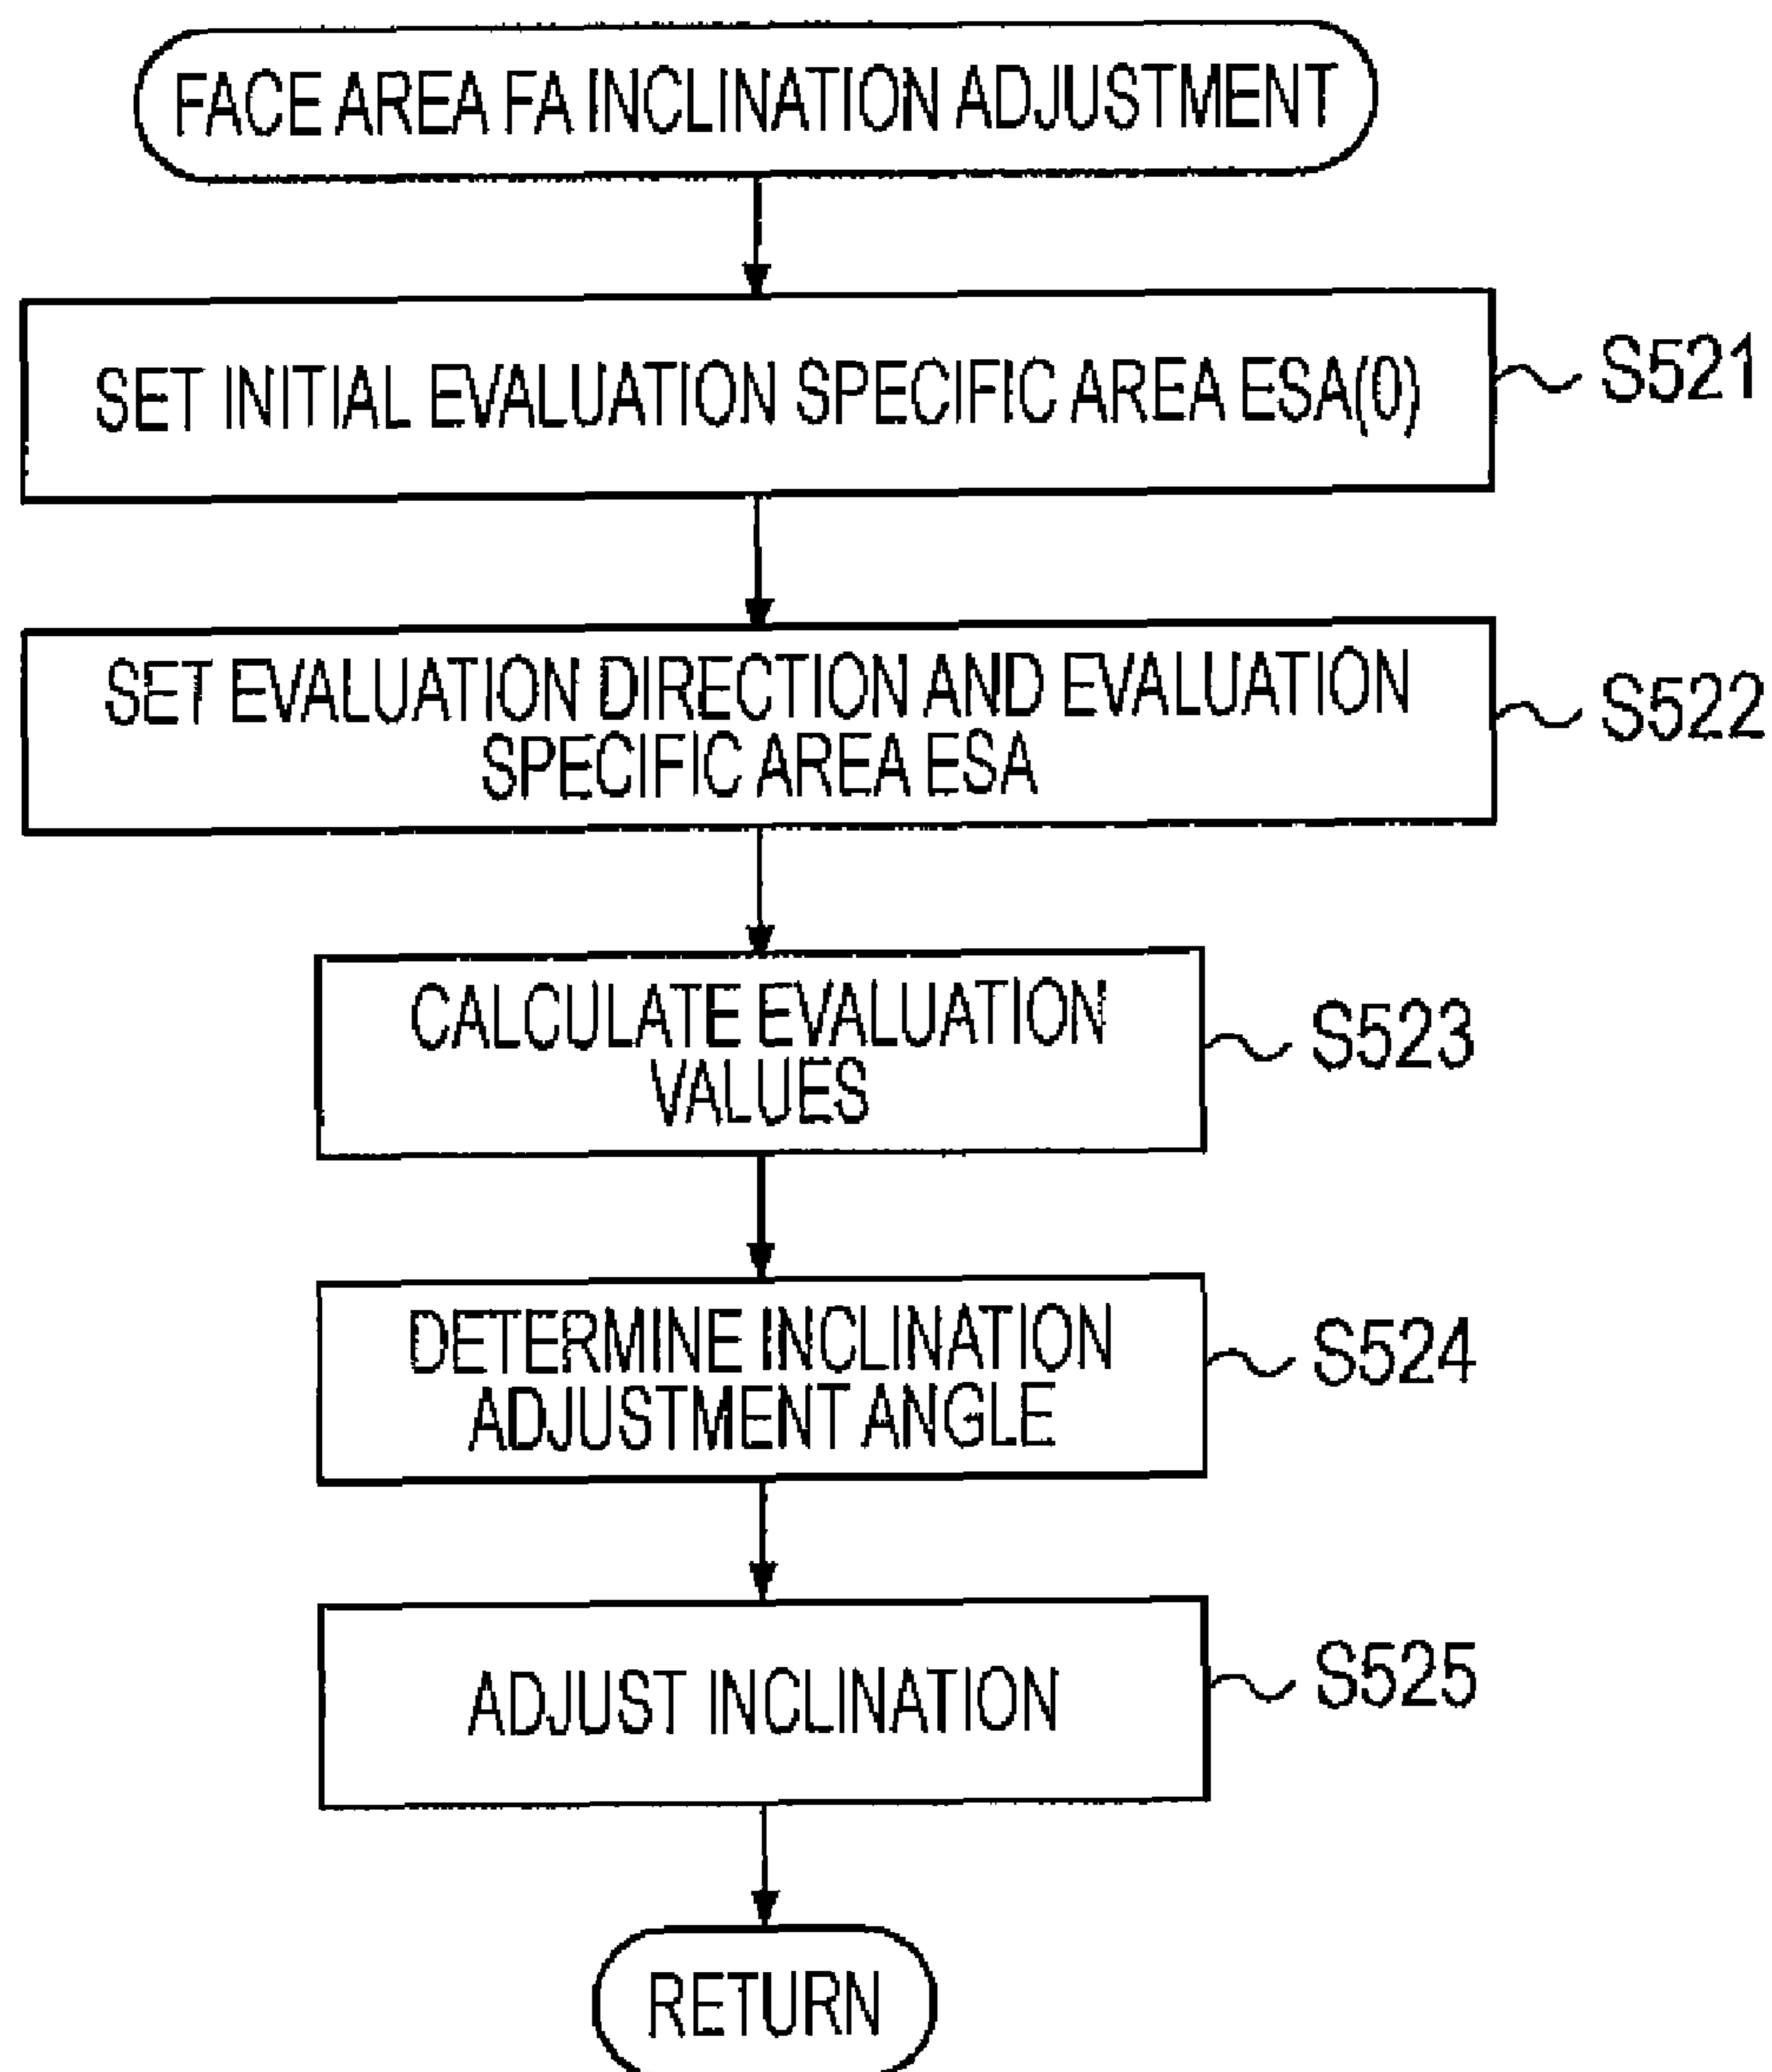 FACE AREA FA INCLINATION ADJUSTMENT
SET INITIAL EVALUATION SPECIFIC AREA ESA(0)
S521
SET EVALUATION DIRECTION AND EVALUATION
SPECIFIC AREA ESA
S522
CALCULATE EVALUATION
VALUES
S523
DETERMINE INCLINATION
ADJUSTMENT ANGLE
S524
ADJUST INCLINATION
S525
RETURN